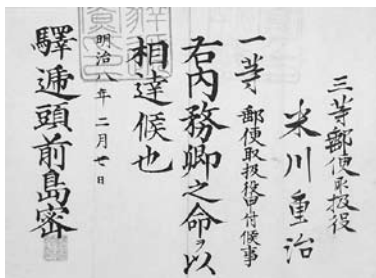 三等郵便取扱役
米川重治
一等郵便取扱役申付候事
右内務卿之命ヲ以
相達候也
明治八年二月廿日
驛遞頭前島密